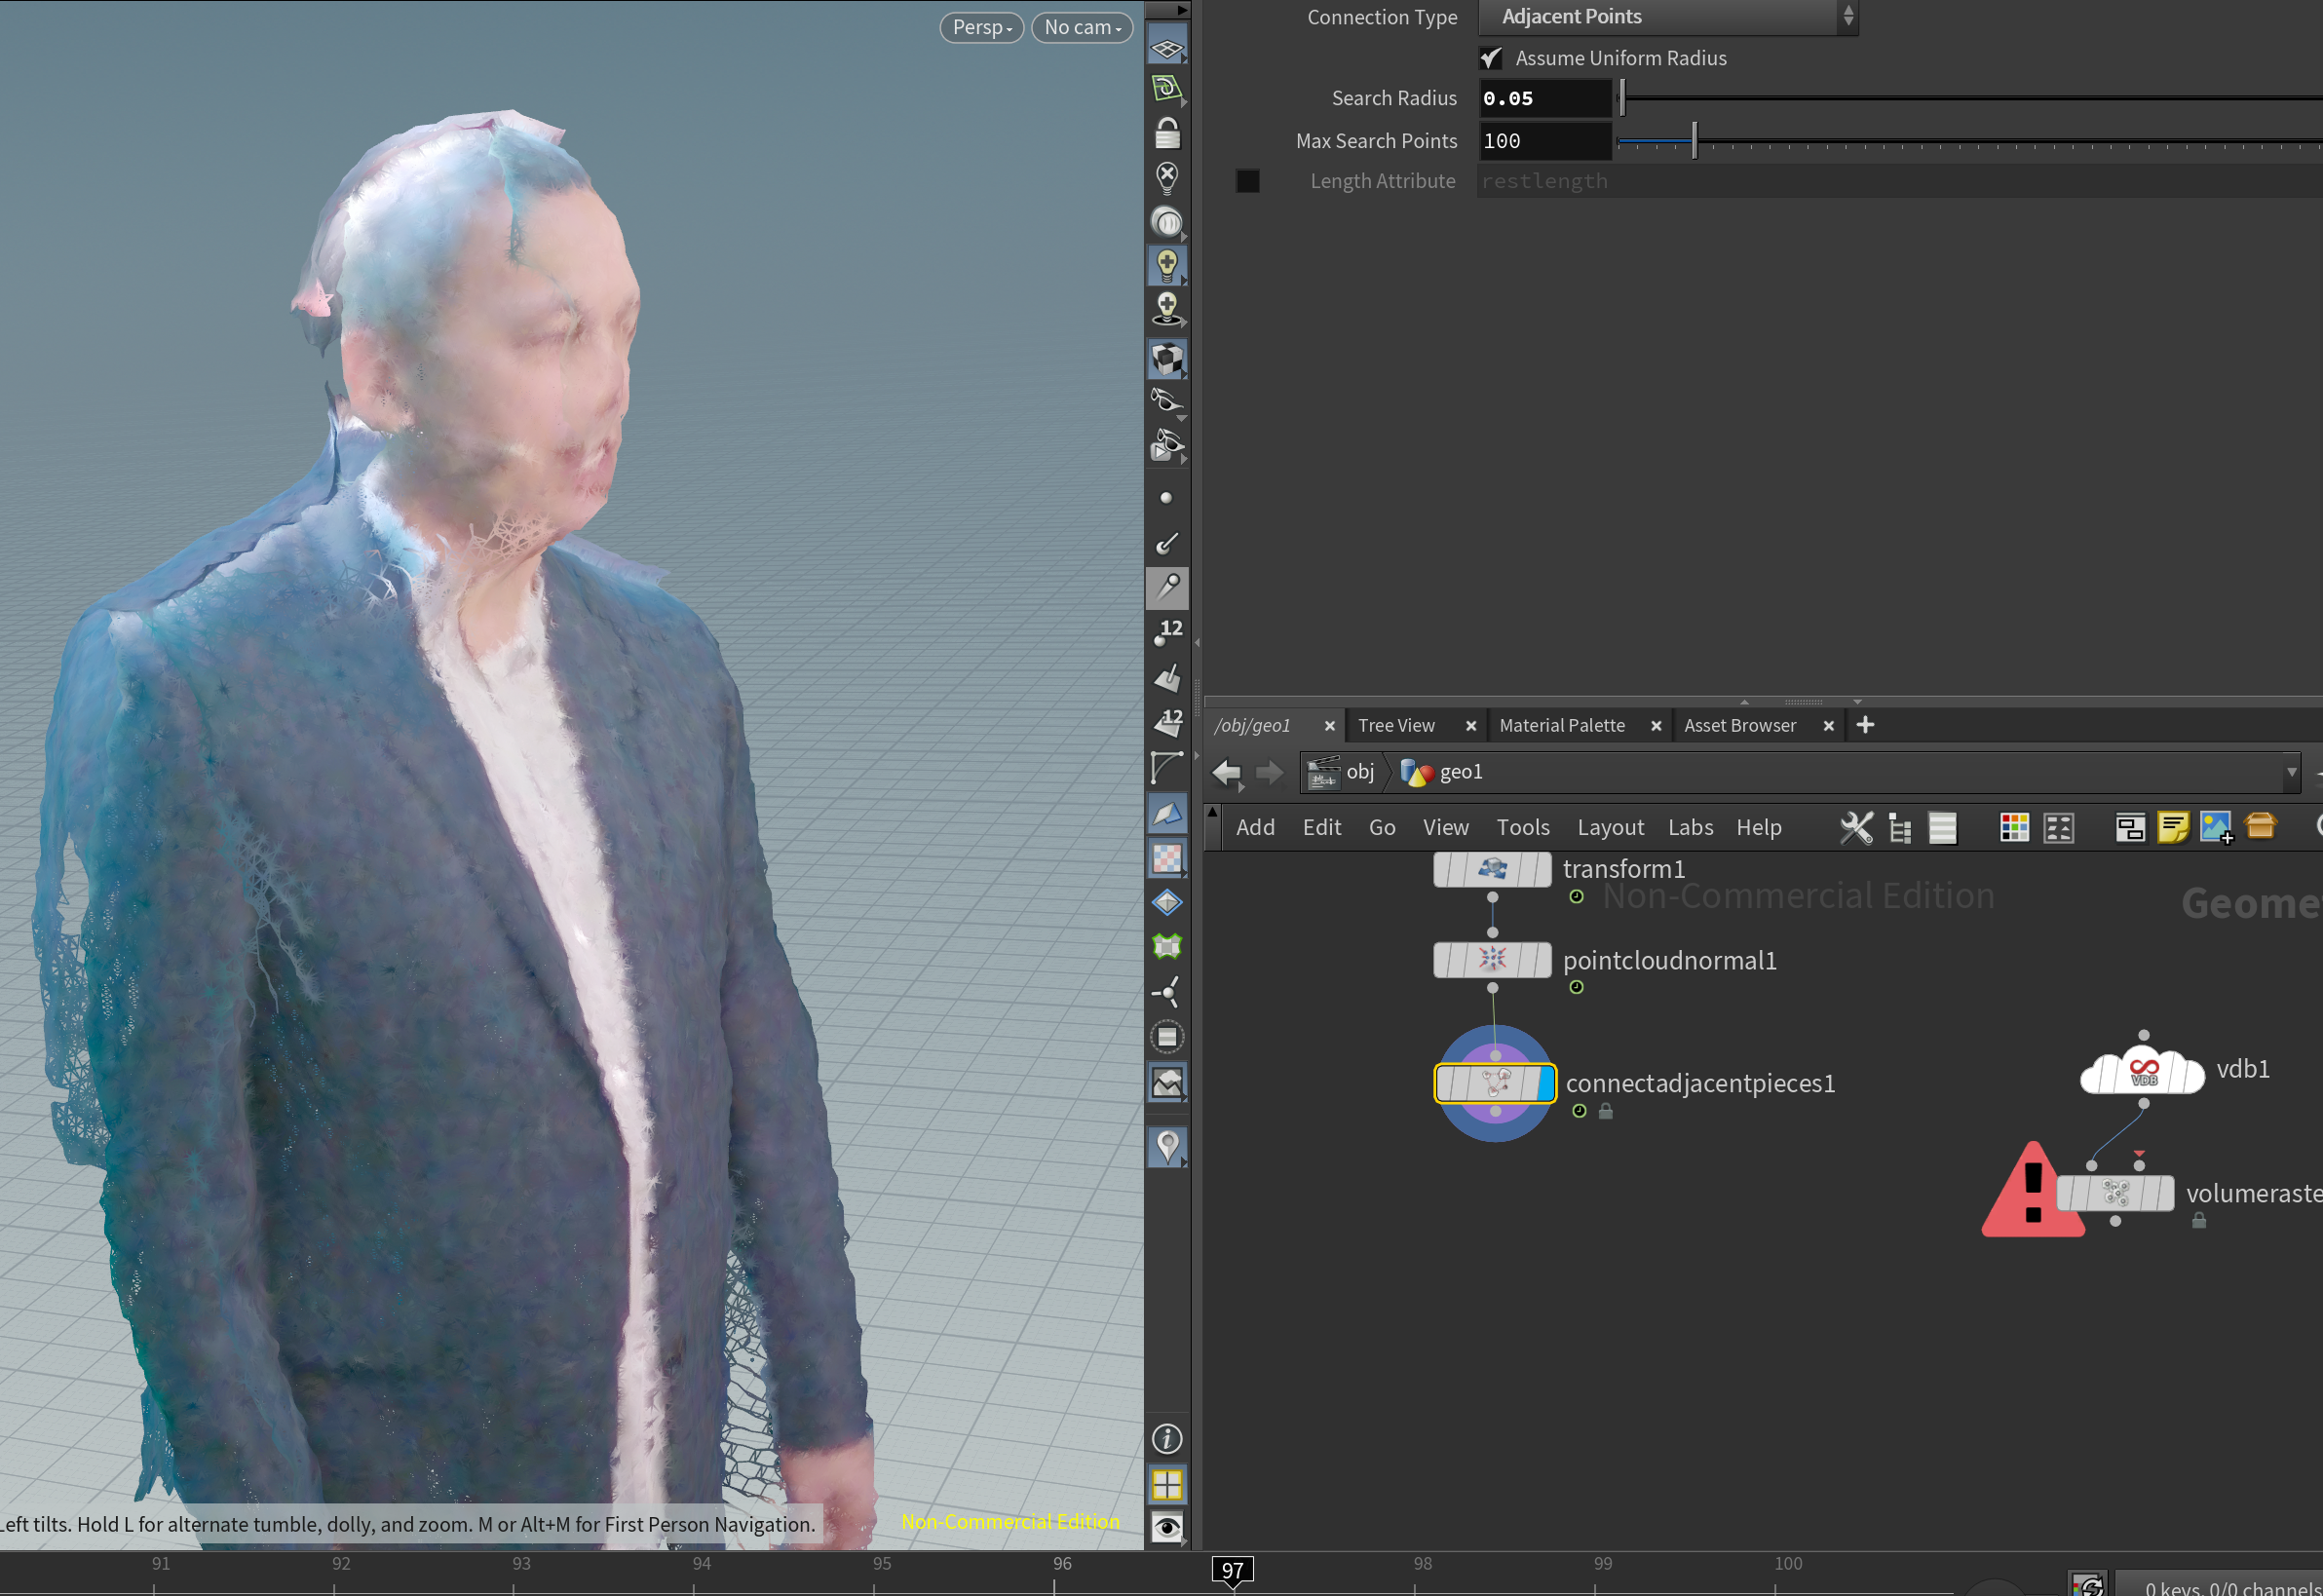 Persp
No cam
Connection Type
Adjacent Points
Assume Uniform Radius
Search Radius
0.05
Max Search Points
100
Length Attribute
restlength
12
12
/obj/geo1
Tree View
Material Palette
Asset Browser
obj
geo1
Add
Edit
Go
View
Tools
Layout
Labs
Help
transform1
Non-Commercial Edition
Geome
pointcloudnormal1
connectadjacentpieces1
VDB
vdb1
volumeraste
Left tilts. Hold L for alternate tumble, dolly, and zoom. M or Alt+M for First Person Navigation.
Non-Commercial Edition
91
92
93
94
95
96
97
98
99
100
0 keys, 0/0 channels